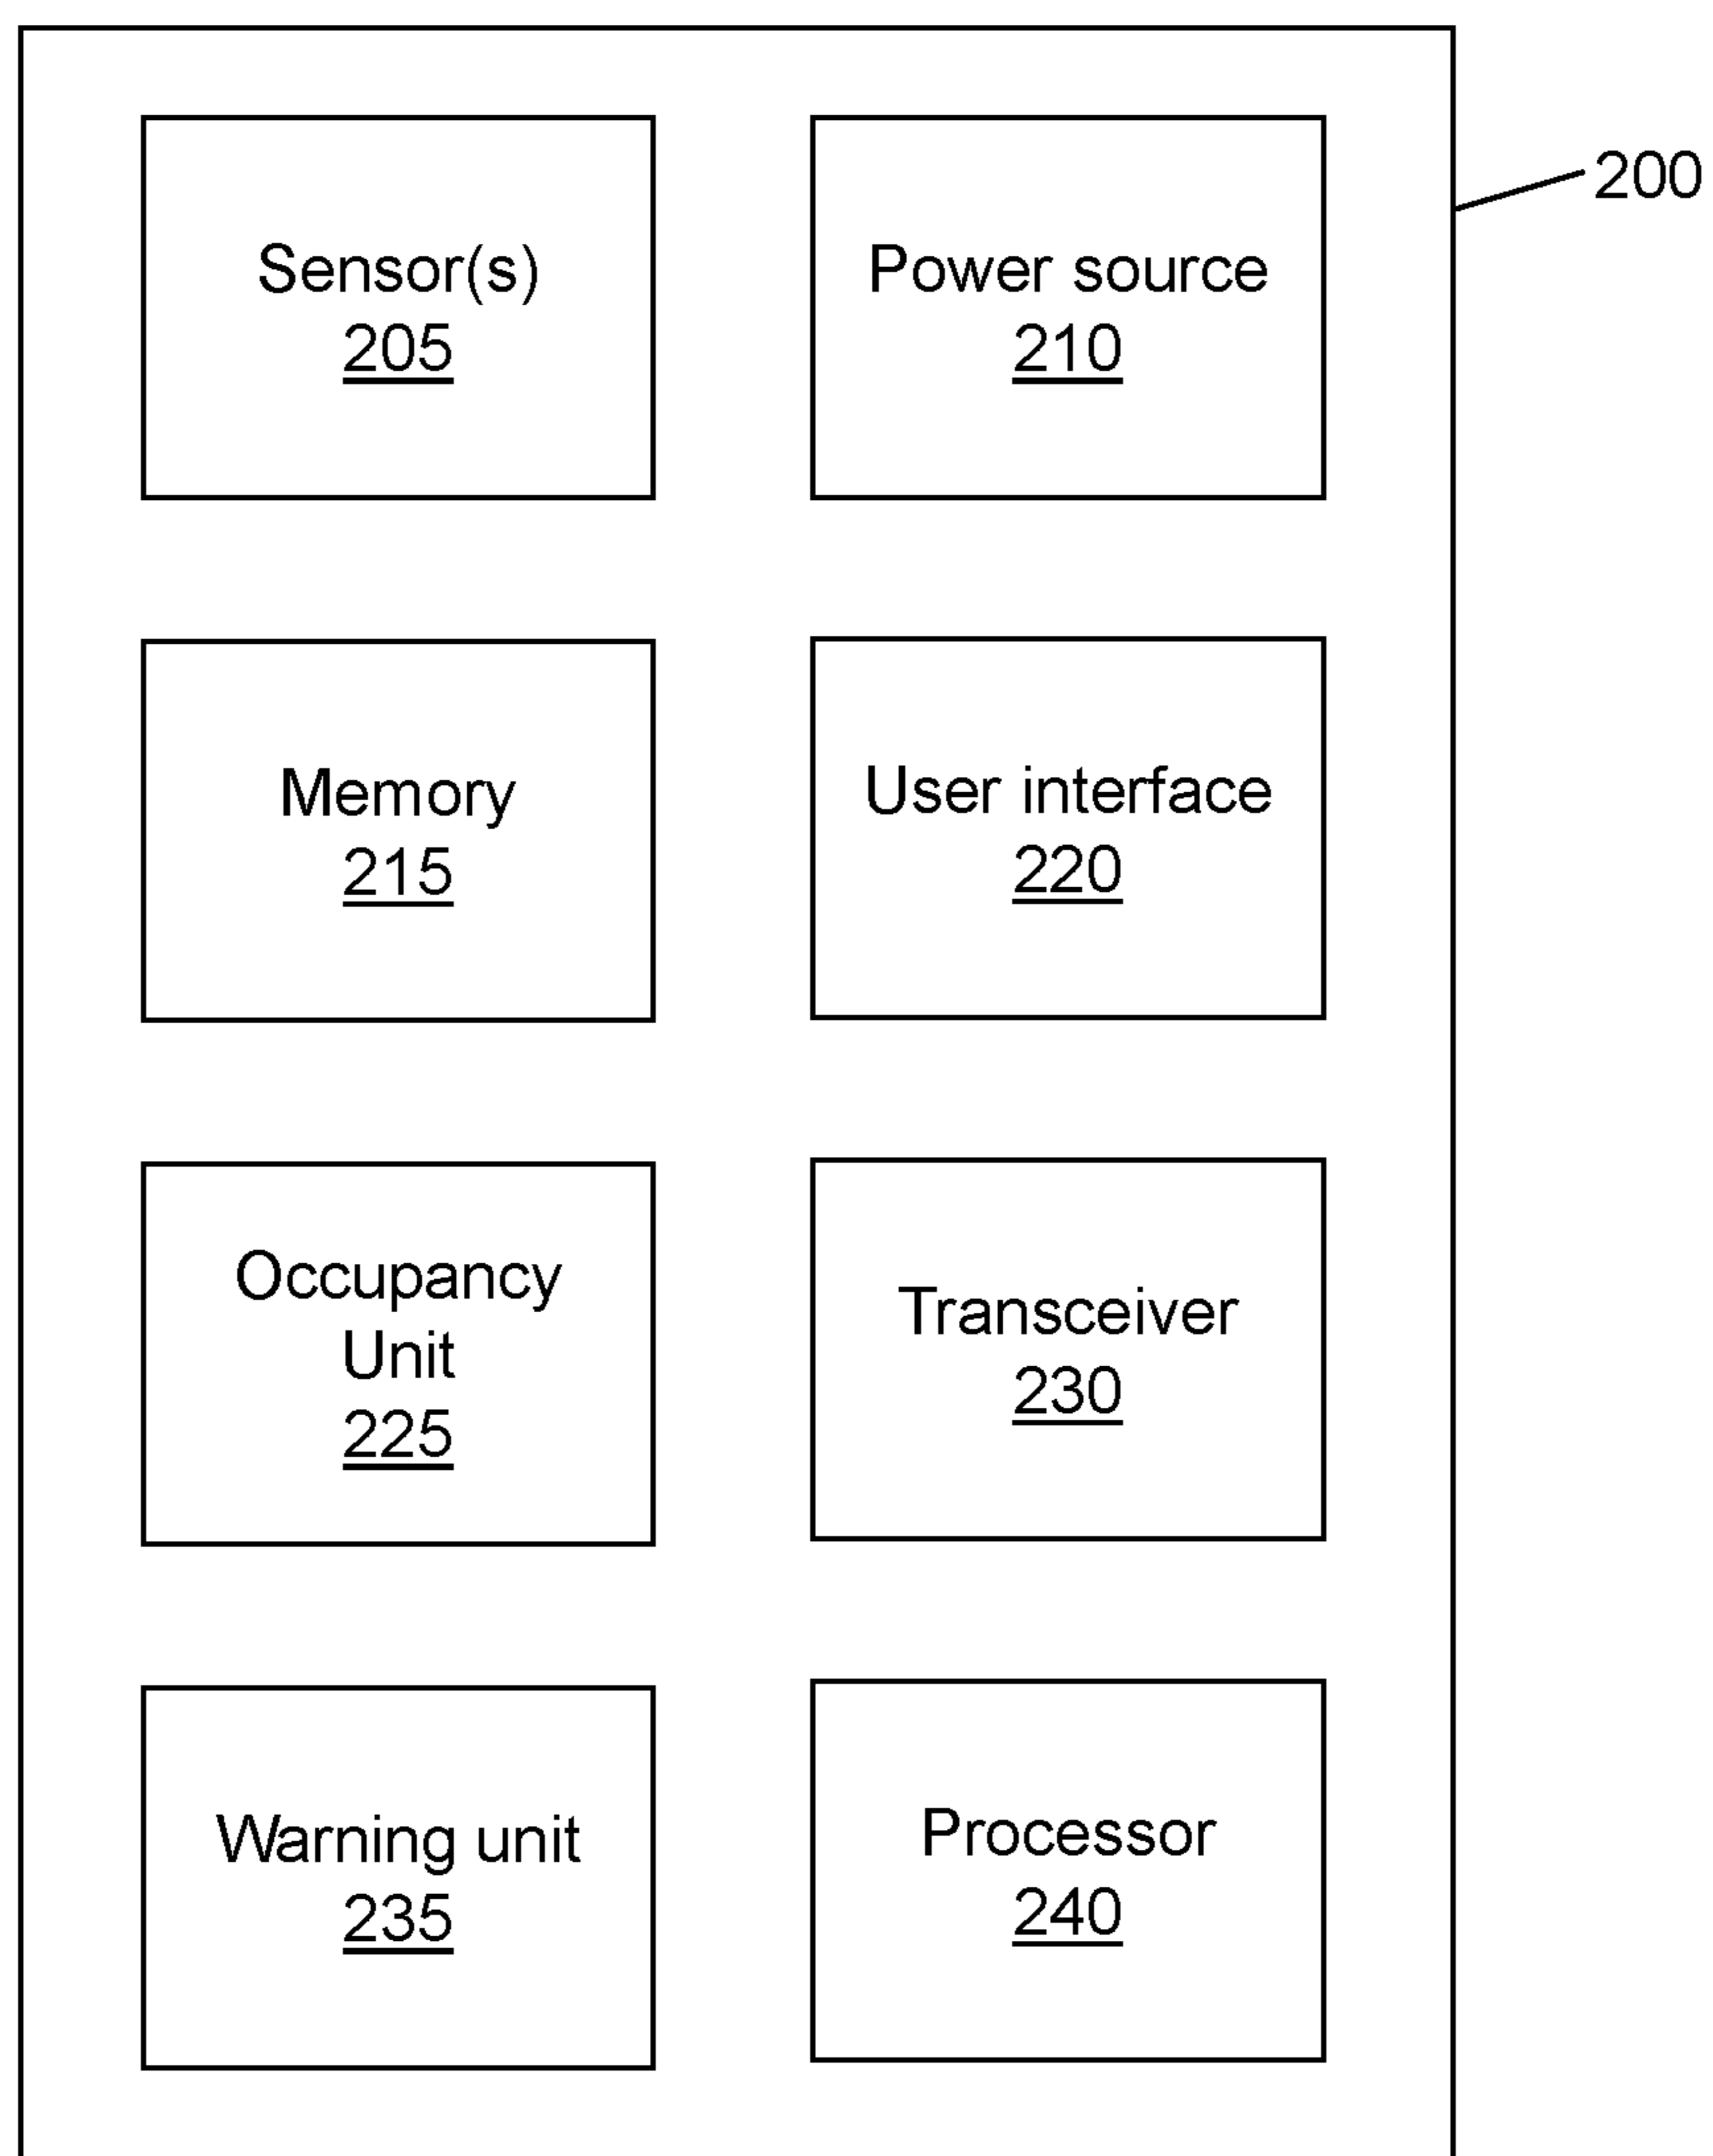 200
Sensor(s)
205
Power source
210
Memory
215
User interface
220
Occupancy
Unit
225
Transceiver
230
Warning unit
235
Processor
240